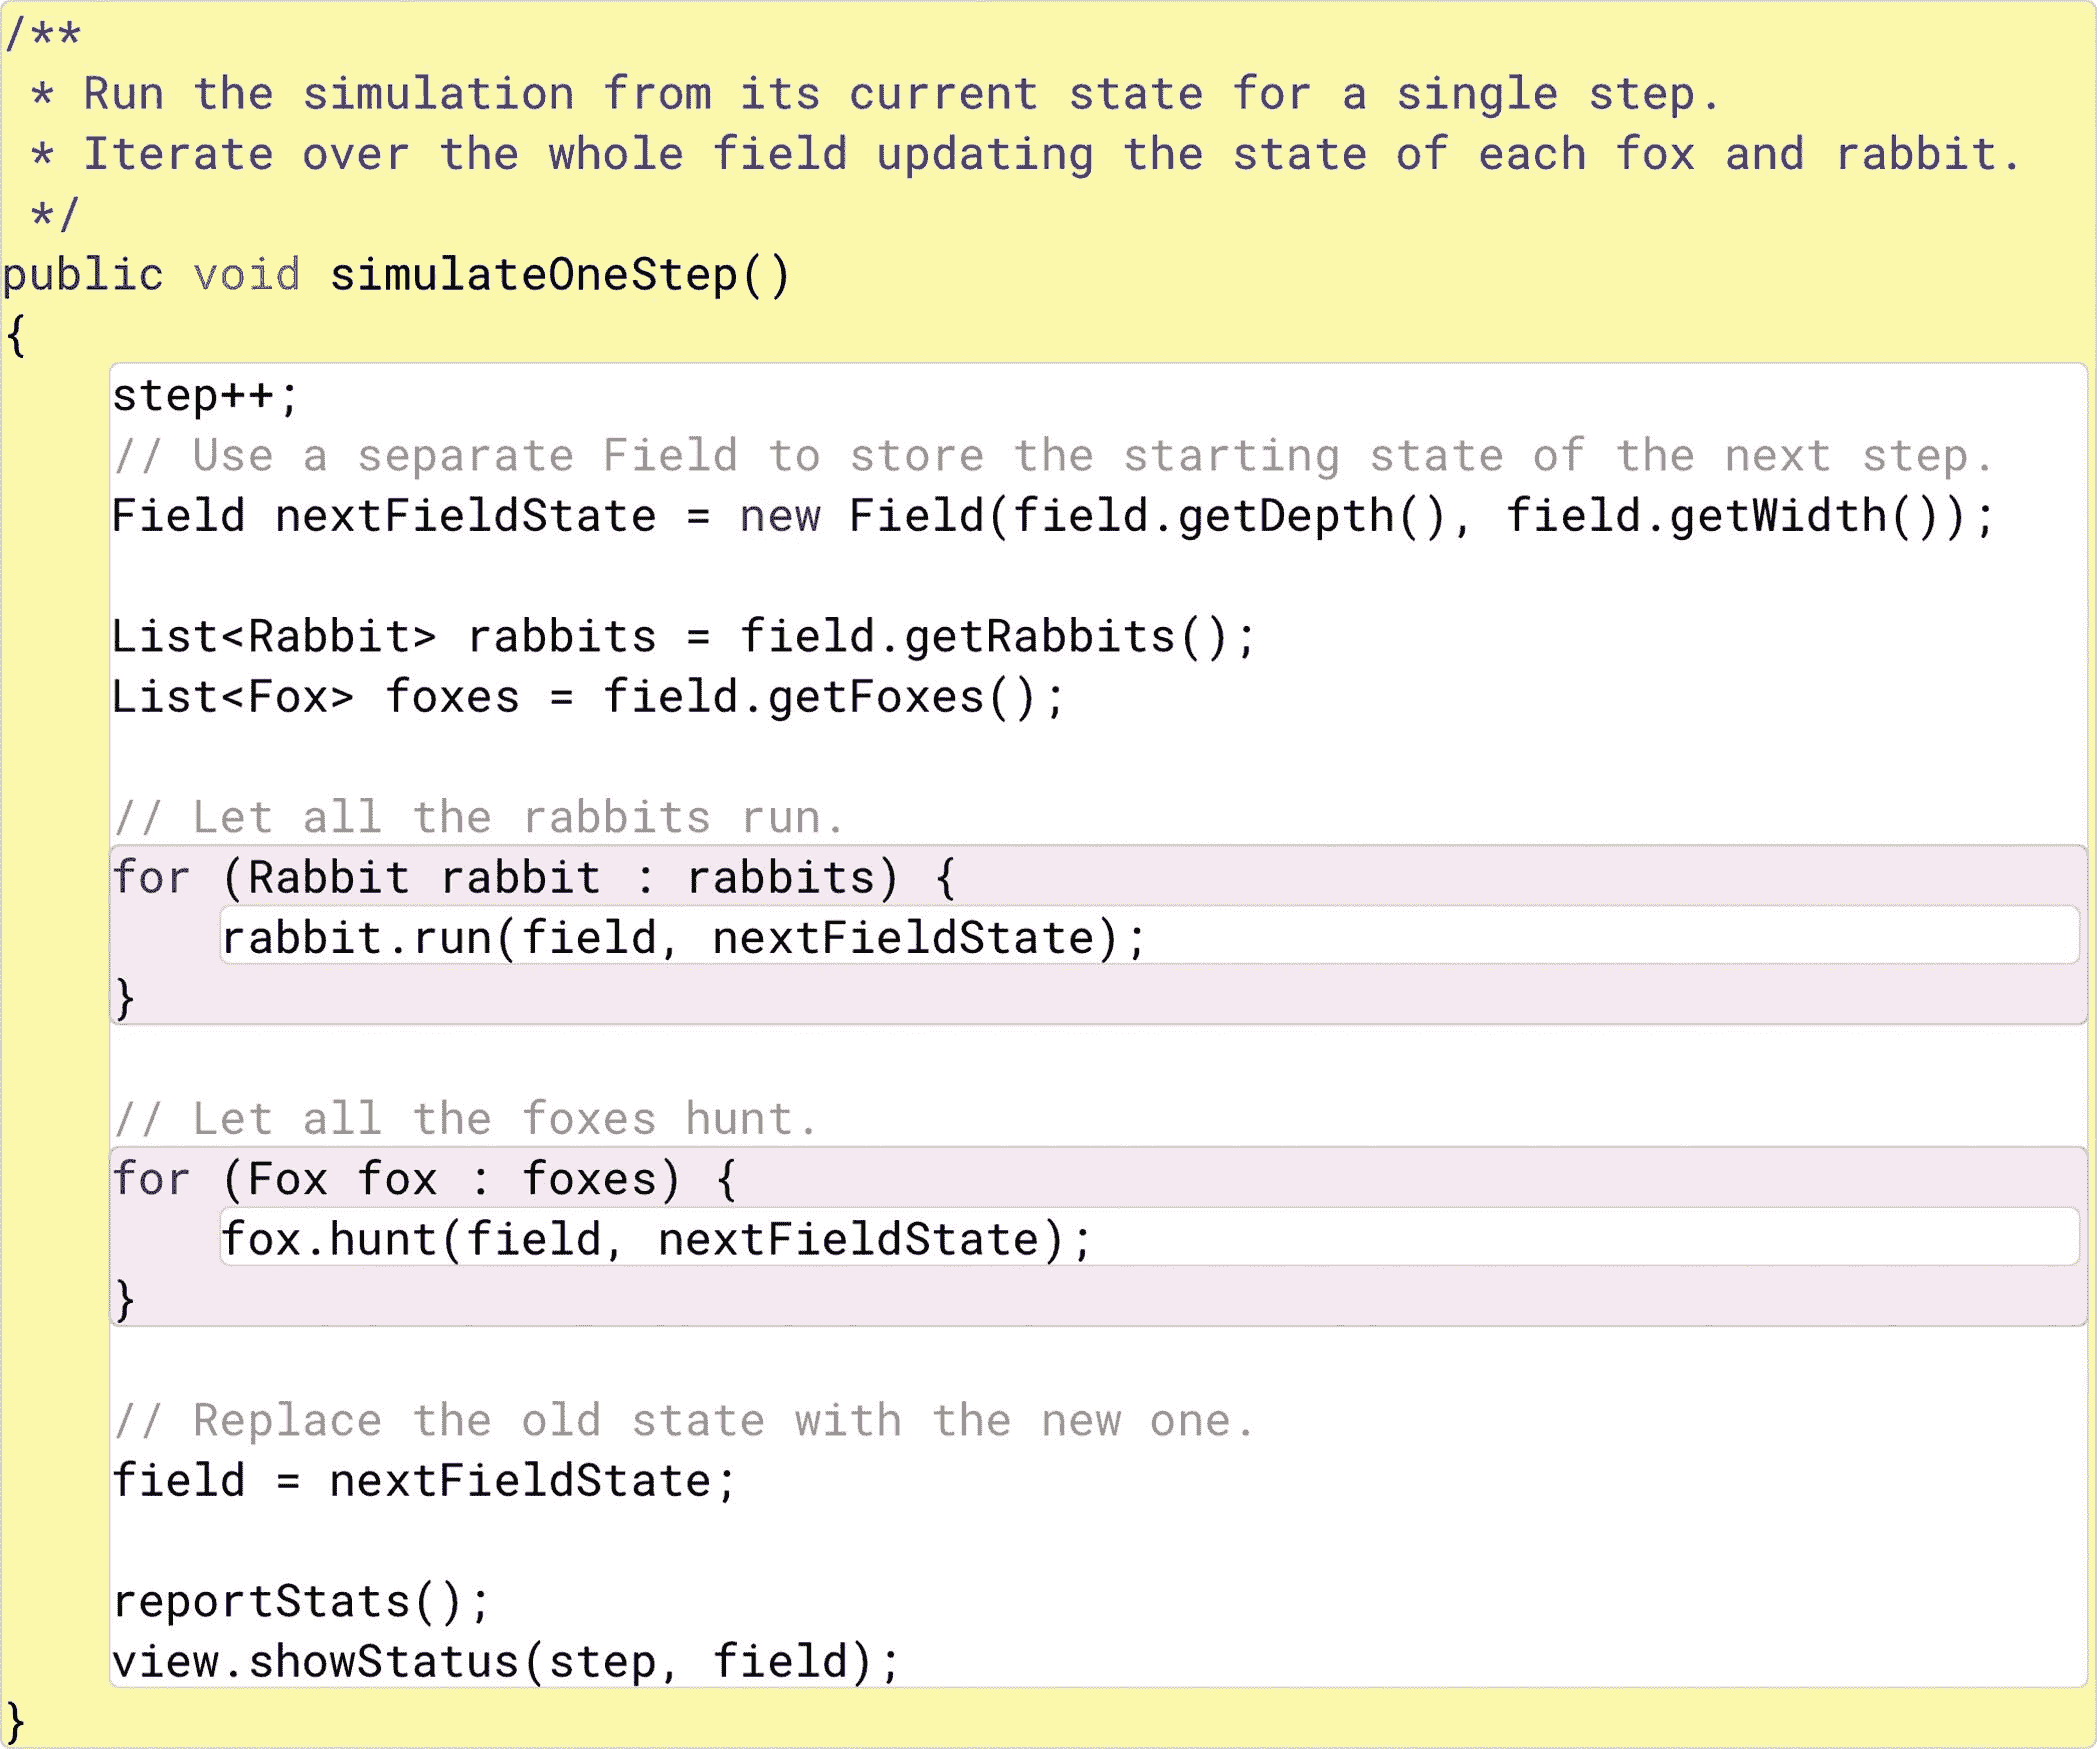 /**
 * Run the simulation from its current state for a single step.
 * Iterate over the whole field updating the state of each fox and rabbit.
 */
public void simulateOneStep()
{
    step++;
    // Use a separate Field to store the starting state of the next step.
    Field nextFieldState = new Field(field.getDepth(), field.getWidth());

    List<Rabbit> rabbits = field.getRabbits();
    List<Fox> foxes = field.getFoxes();

    // Let all the rabbits run.
    for (Rabbit rabbit : rabbits) {
        rabbit.run(field, nextFieldState);
    }

    // Let all the foxes hunt.
    for (Fox fox : foxes) {
        fox.hunt(field, nextFieldState);
    }

    // Replace the old state with the new one.
    field = nextFieldState;

    reportStats();
    view.showStatus(step, field);
}